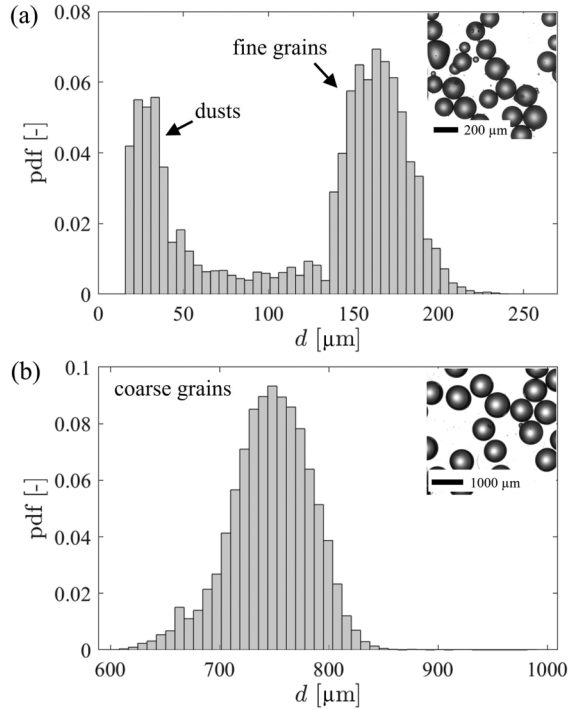 (a)
0.08
fine grains
0.06
dusts
200 µm
pdf [-]
0.04
0.02
0
0 50 100 150 200 250
d [µm]
(b)
0.1
coarse grains
0.08
1000 µm
0.06
pdf [-]
0.04
0.02
0
600 700 800 900 1000
d [µm]